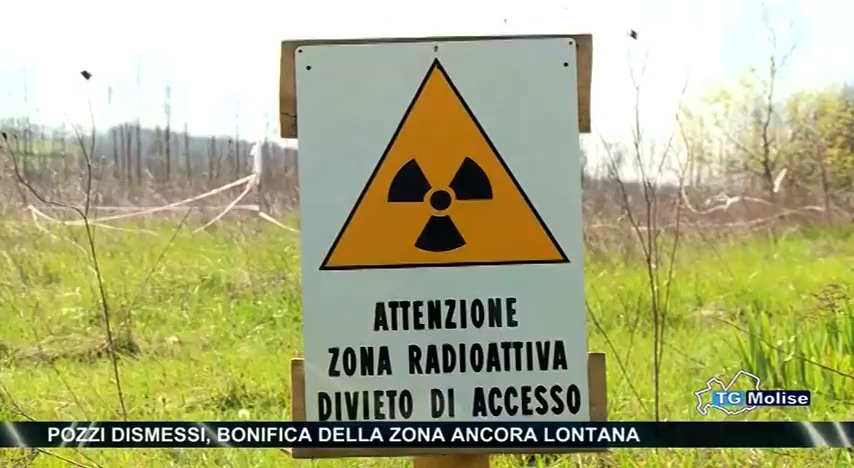 ATTENZIONE
ZONA RADIOATTIVA
DIVIETO DI ACCESSO
TG Molise
POZZI DISMESSI, BONIFICA DELLA ZONA ANCORA LONTANA